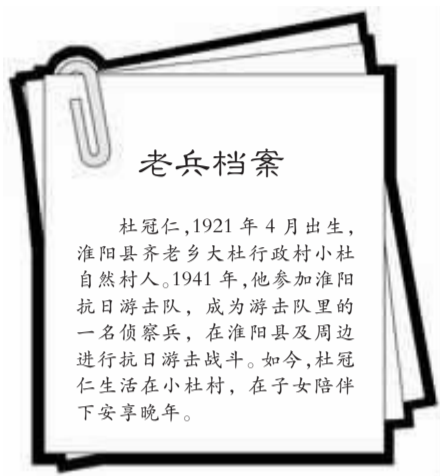 老兵档案
杜冠仁,1921年4月出生,
淮阳县齐老乡大杜行政村小杜
自然村人。1941年,他参加淮阳
抗日游击队，成为游击队里的
一名侦察兵，在淮阳县及周边
进行抗日游击战斗。如今,杜冠
仁生活在小杜村，在子女陪伴
下安享晚年。